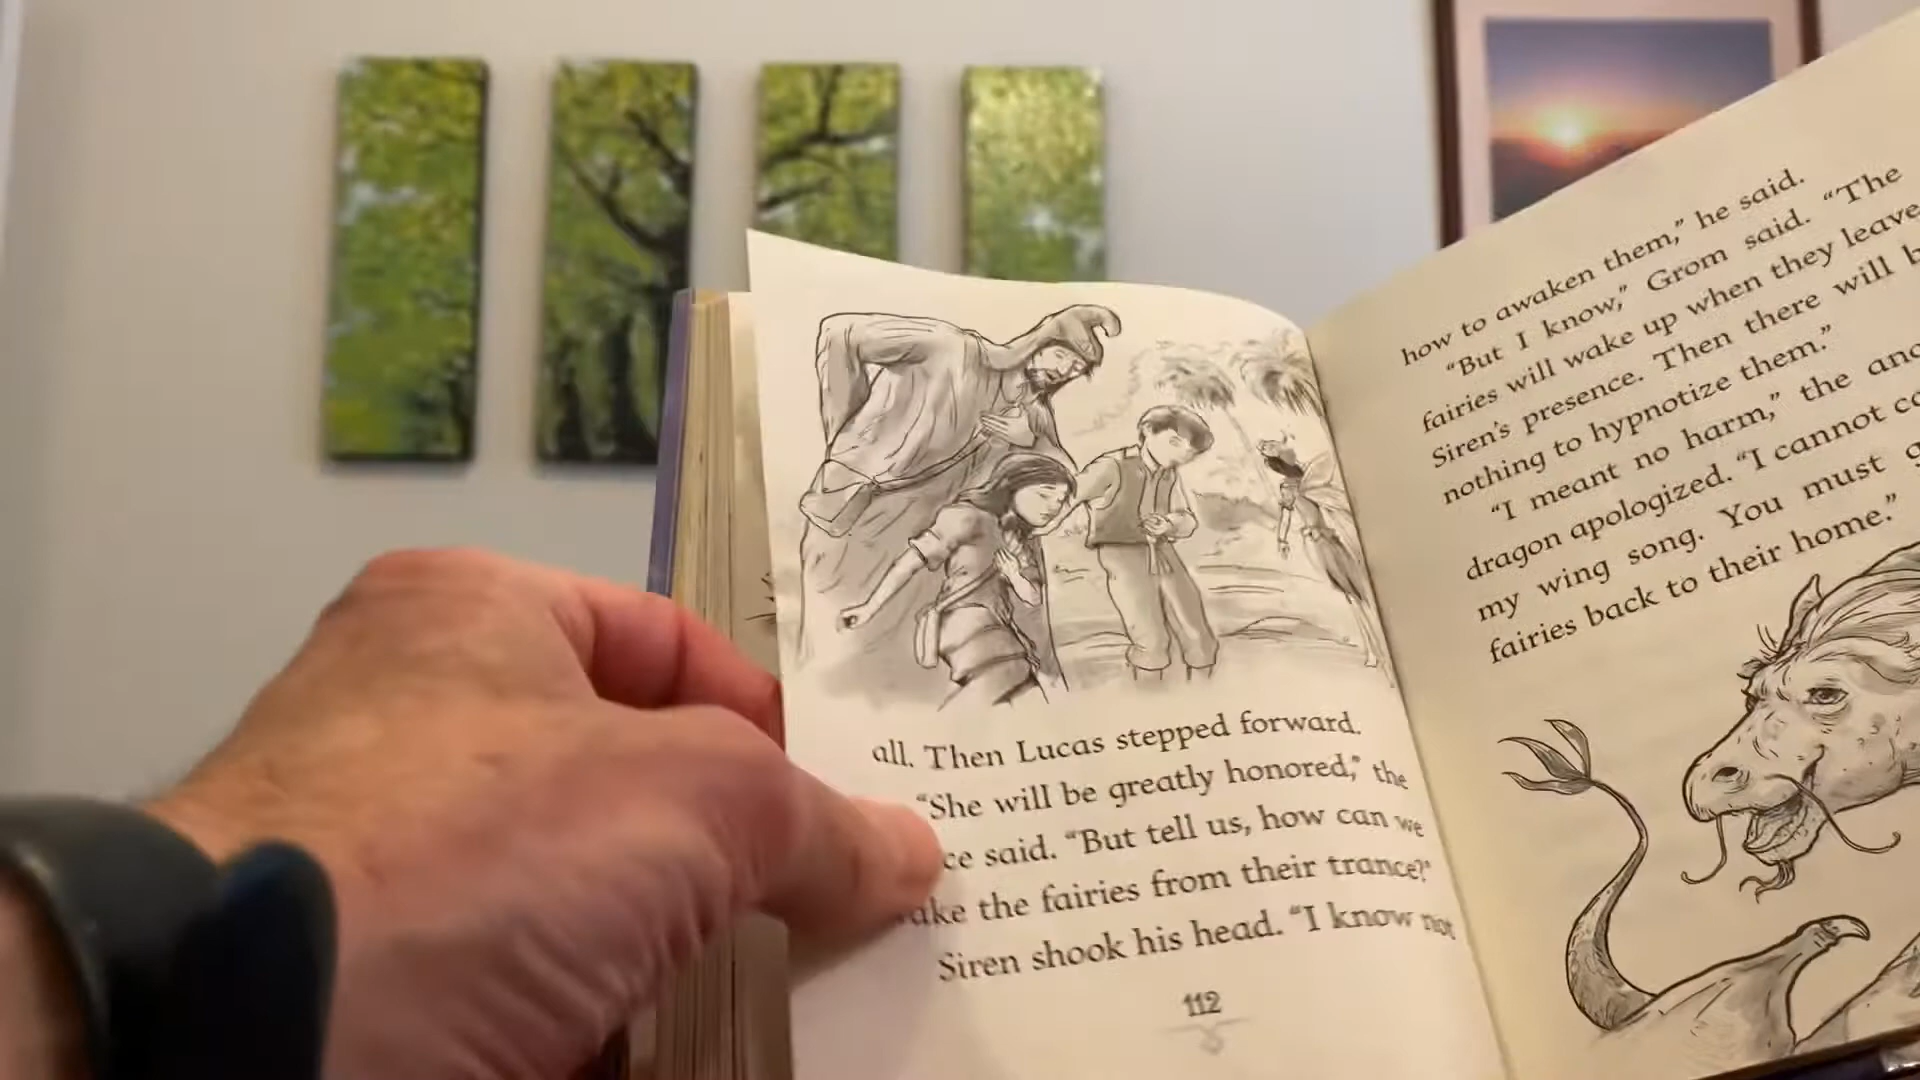 all. Then Lucas stepped forward.
“She will be greatly honored,” the
said. “But tell us, how can we
the fairies from their trance?”
Siren shook his head. “I know not
112
how to awaken them,” he said.
“But I know,” Grom said. “The
fairies will wake up when they leave
Siren’s presence. Then there will
nothing to hypnotize them.”
“I meant no harm,” the
dragon apologized. “I cannot
my wing song. You must
fairies back to their home.”